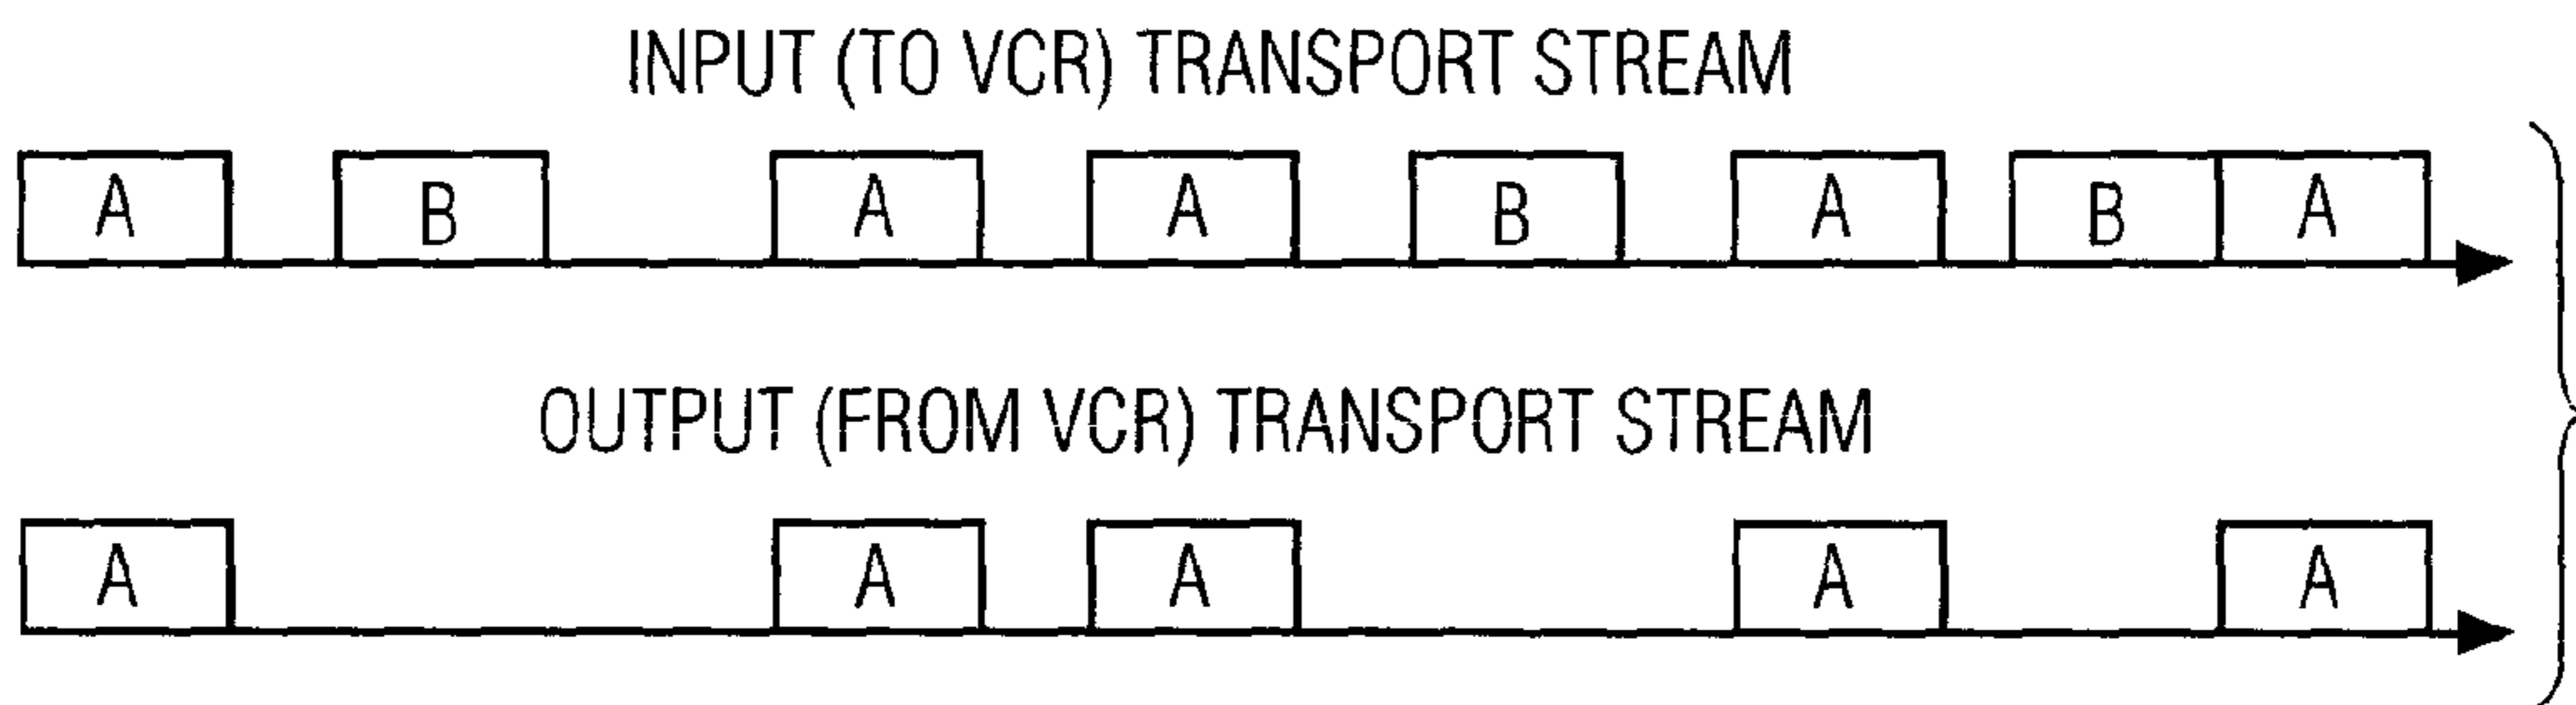 INPUT (TO VCR) TRANSPORT STREAM
A B A A B A B A
OUTPUT (FROM VCR) TRANSPORT STREAM
A A A A A